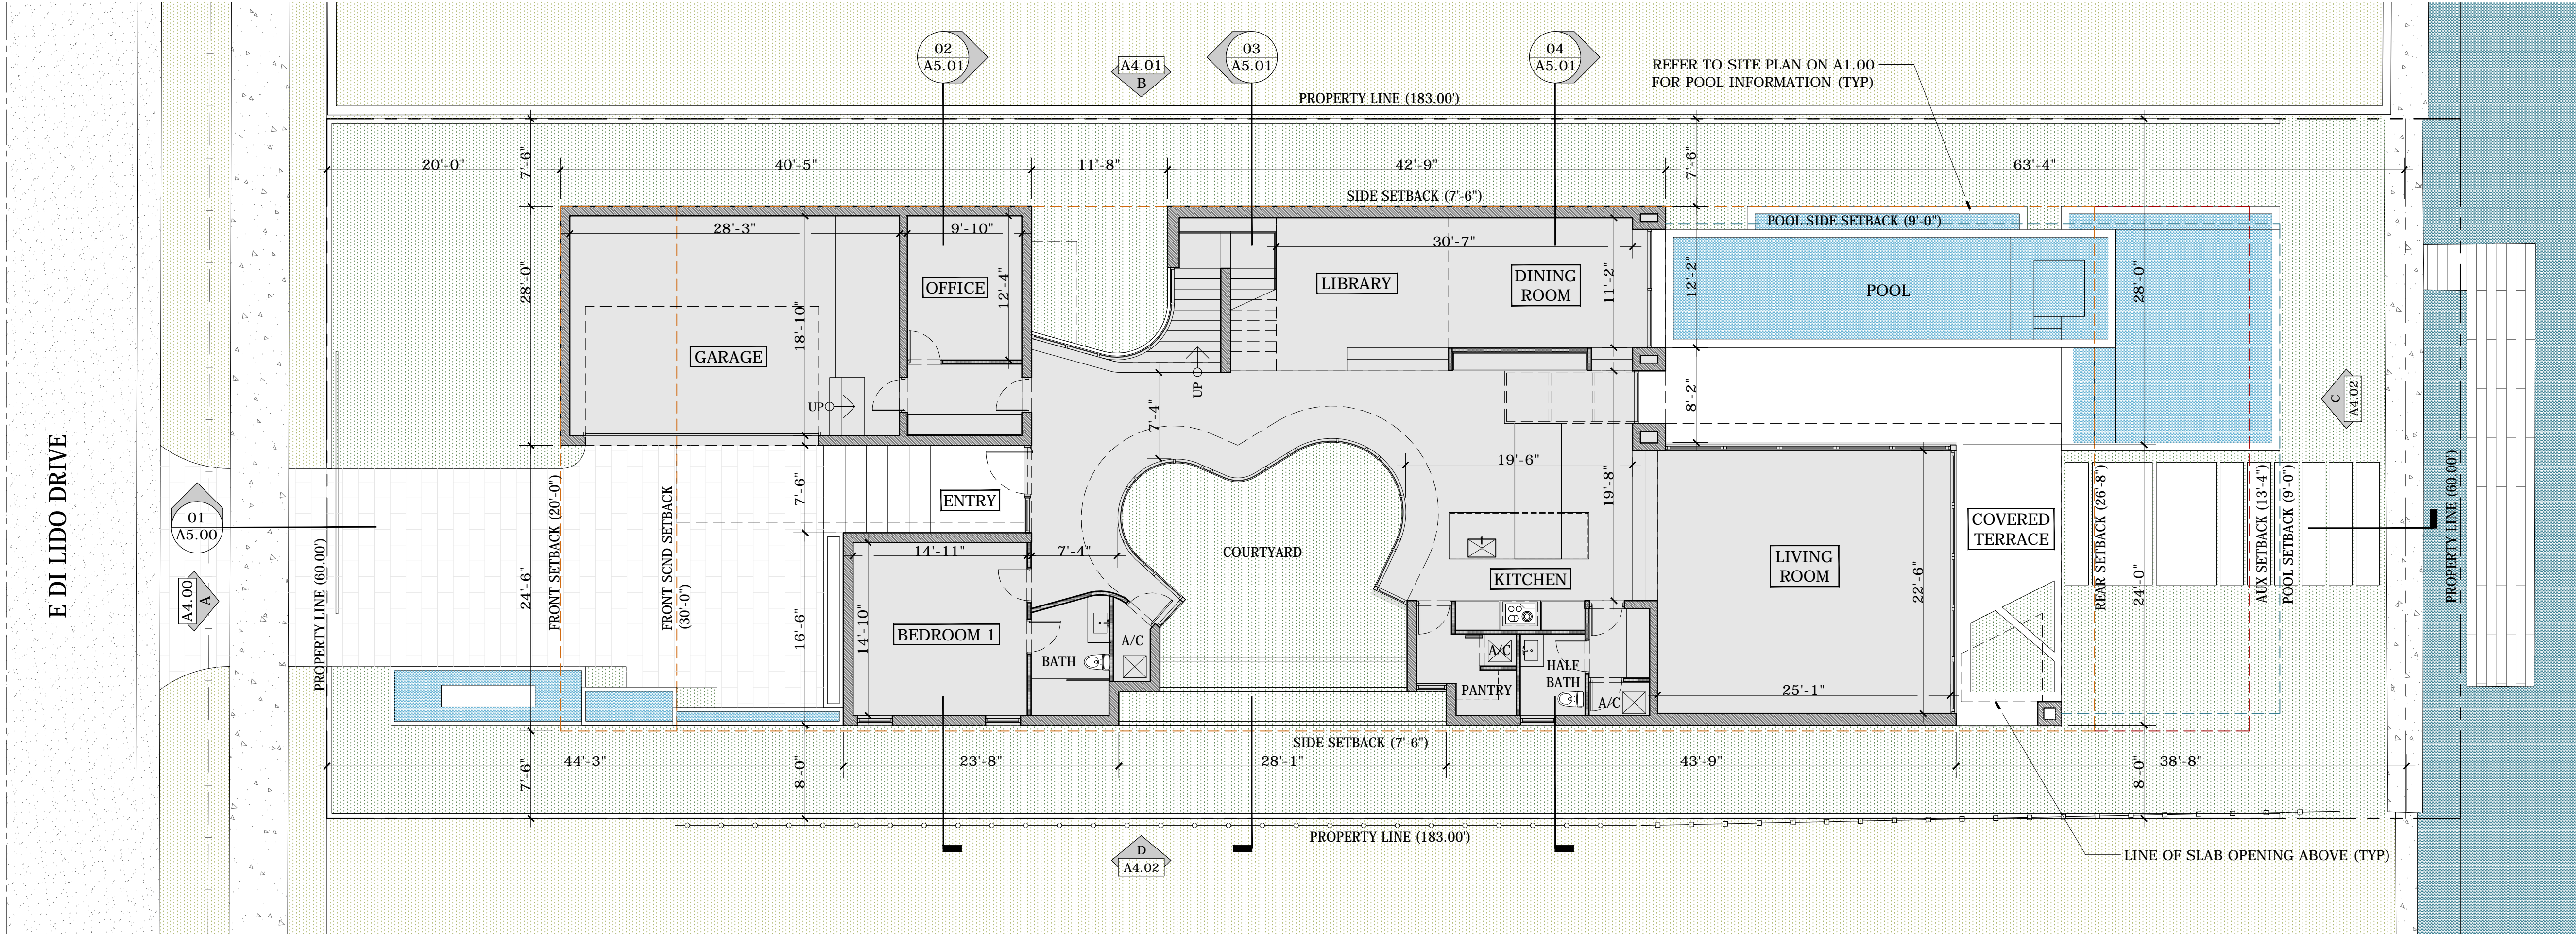 02
A5.01
A4.01
B
03
A5.01
04
A5.01
REFER TO SITE PLAN ON A1.00
FOR POOL INFORMATION (TYP)
PROPERTY LINE (183.00')
20'-0"
7'-6"
40'-5"
11'-8"
42'-9"
7'-6"
63'-4"
SIDE SETBACK (7'-6")
POOL SIDE SETBACK (9'-0")
28'-3"
9'-10"
30'-7"
28'-0"
18'-10"
12'-4"
11'-2"
12'-2"
28'-0"
OFFICE
LIBRARY
DINING
ROOM
POOL
GARAGE
UP
UP
7'-4"
8'-2"
C
A4.02
E DI LIDO DRIVE
01
A5.00
A4.00
A
PROPERTY LINE (60.00')
FRONT SETBACK (20'-0")
FRONT SCND SETBACK
(30'-0")
24'-6"
7'-6"
16'-6"
ENTRY
14'-11"
7'-4"
14'-10"
BEDROOM 1
BATH
A/C
COURTYARD
19'-6"
19'-8"
KITCHEN
A/C
PANTRY
HALF
BATH
A/C
LIVING
ROOM
22'-6"
25'-1"
COVERED
TERRACE
REAR SETBACK (26'-8")
24'-0"
AUX SETBACK (13'-4")
POOL SETBACK (9'-0")
PROPERTY LINE (60.00')
SIDE SETBACK (7'-6")
7'-6"
44'-3"
8'-0"
23'-8"
28'-1"
43'-9"
8'-0"
38'-8"
PROPERTY LINE (183.00')
D
A4.02
LINE OF SLAB OPENING ABOVE (TYP)